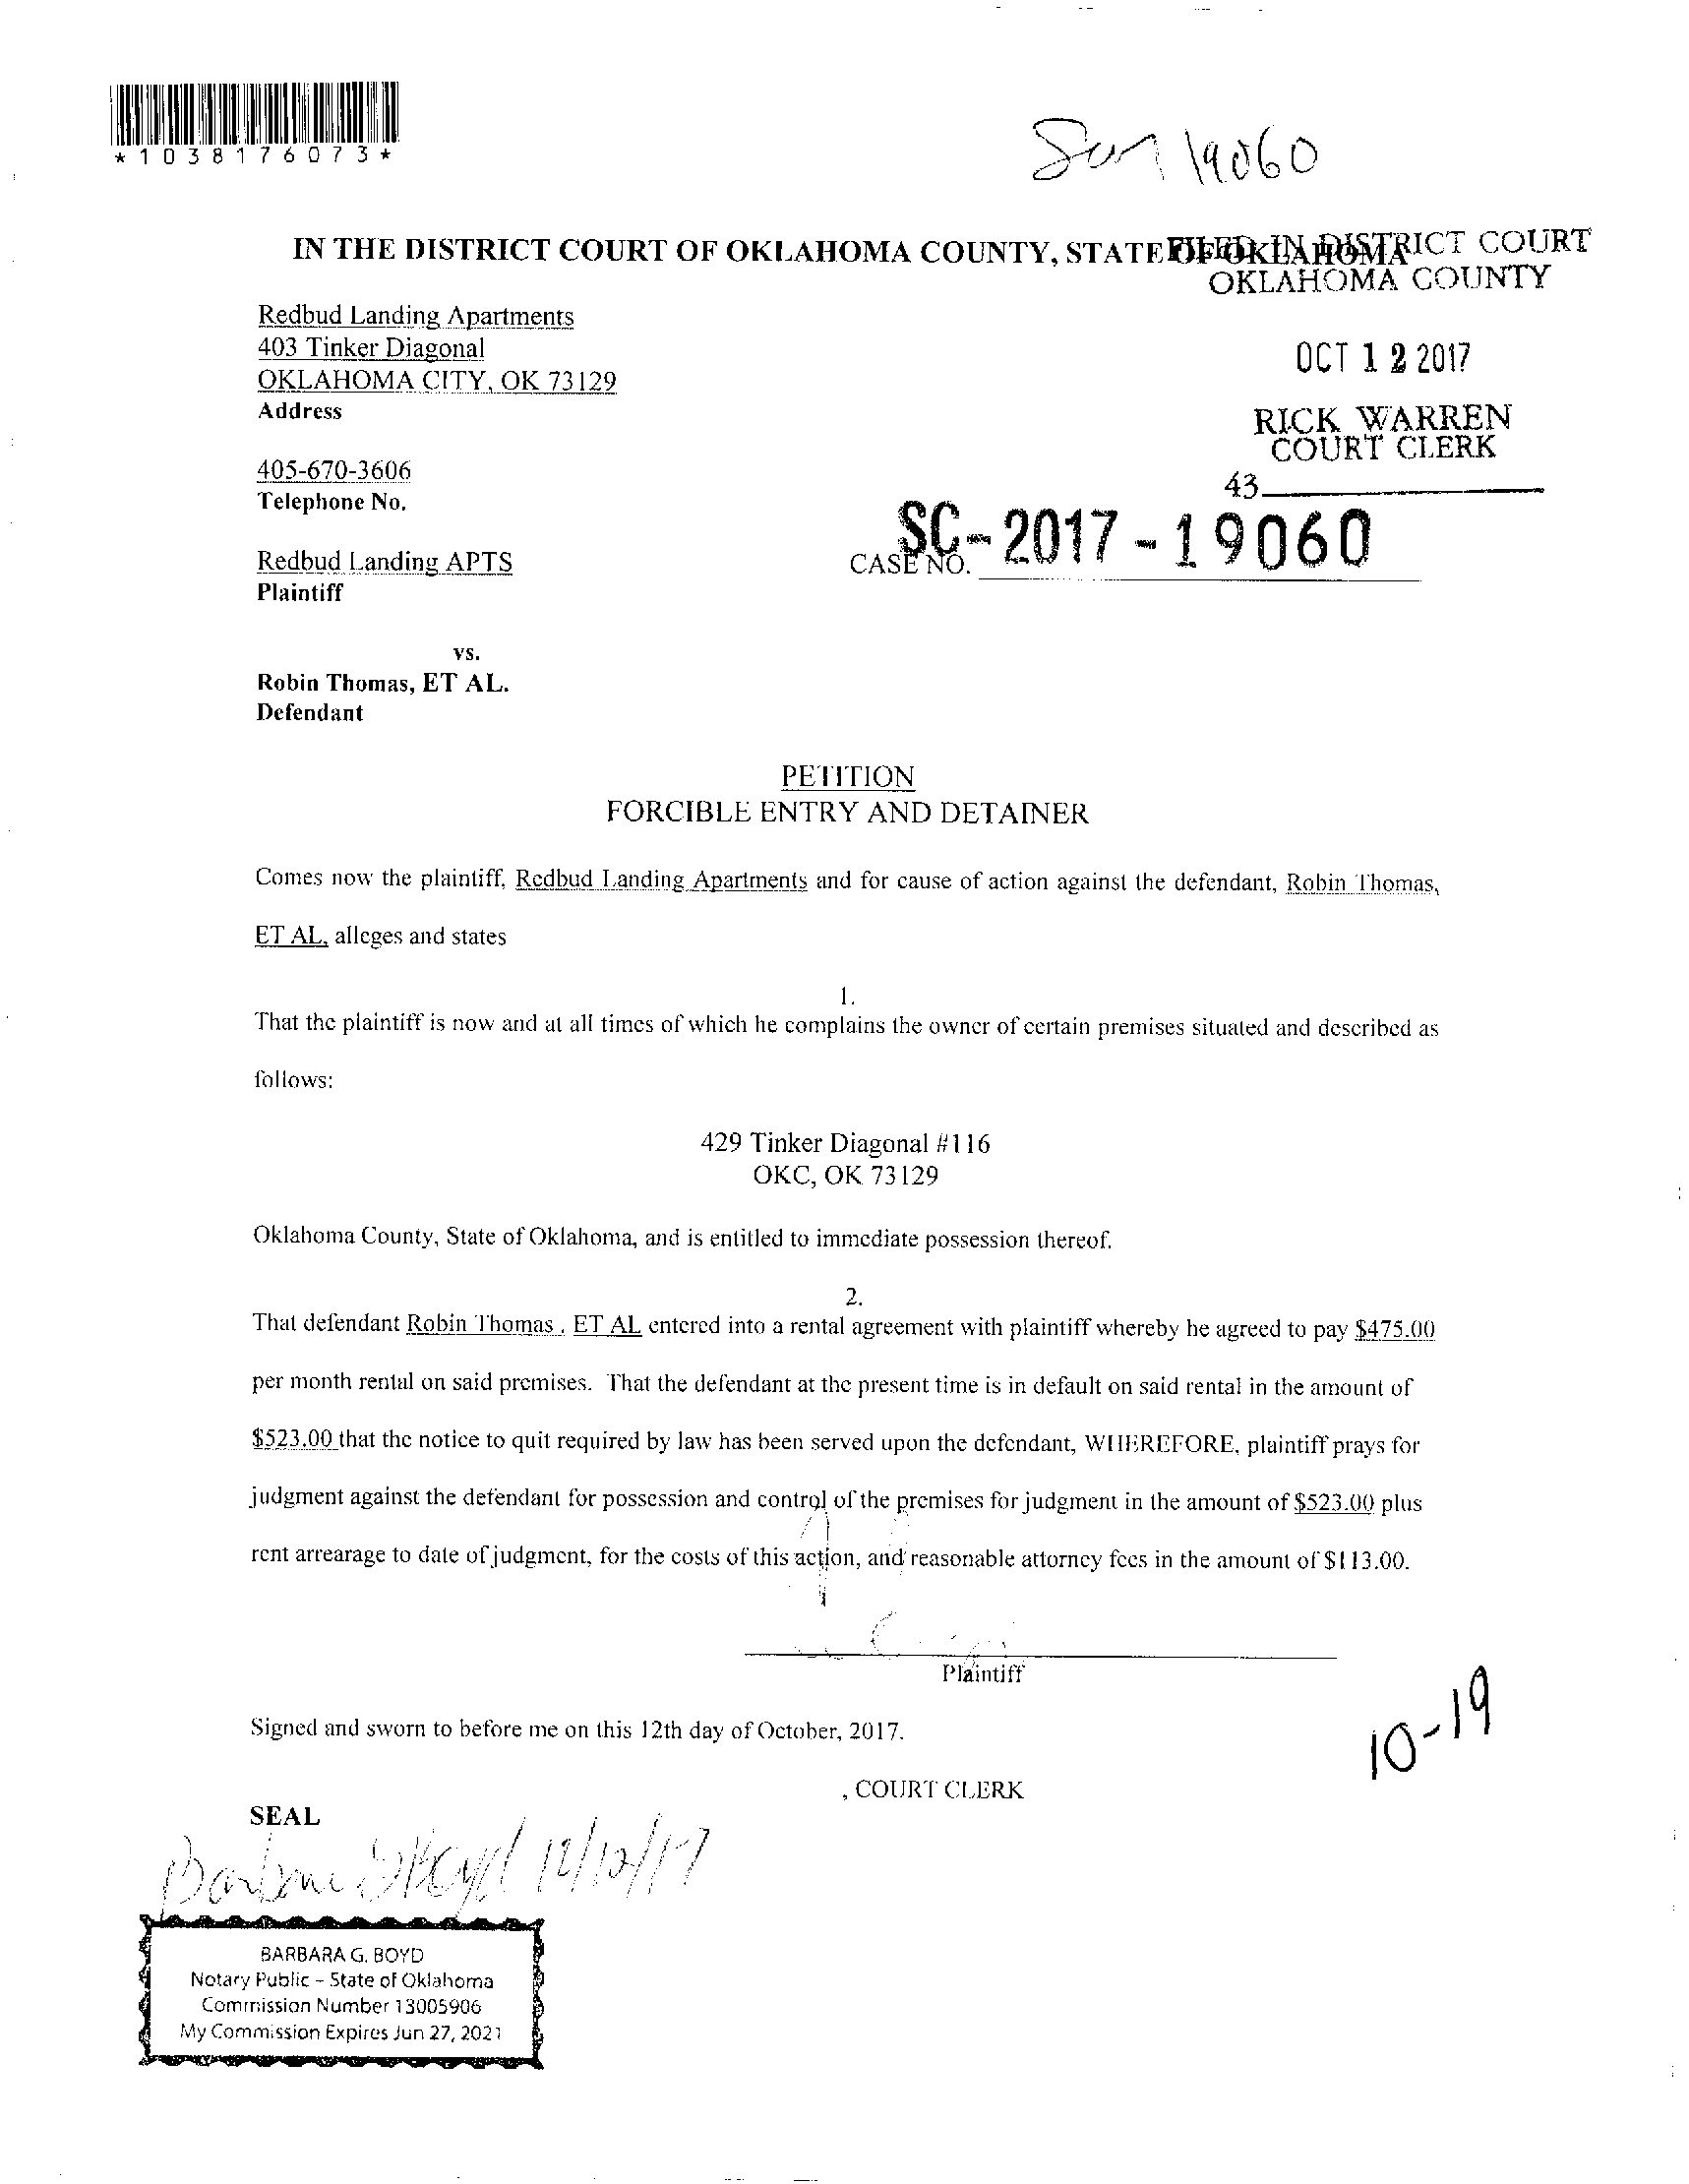 *1038176073*
19060
IN THE DISTRICT COURT OF OKLAHOMA COUNTY, STATE OF OKLAHOMA
FILED IN DISTRICT COURT
OKLAHOMA COUNTY
Redbud Landing Apartments
403 Tinker Diagonal
OKLAHOMA CITY, OK 73129
Address
OCT 12 2017
RICK WARREN
COURT CLERK
43
405-670-3606
Telephone No.
SC-2017-19060
CASE NO.
Redbud Landing APTS
Plaintiff
vs.
Robin Thomas, ET AL.
Defendant
PETITION
FORCIBLE ENTRY AND DETAINER
Comes now the plaintiff, Redbud Landing Apartments and for cause of action against the defendant, Robin Thomas,
ET AL, alleges and states
1.
That the plaintiff is now and at all times of which he complains the owner of certain premises situated and described as
follows:
429 Tinker Diagonal #116
OKC, OK 73129
Oklahoma County, State of Oklahoma, and is entitled to immediate possession thereof.
2.
That defendant Robin Thomas , ET AL entered into a rental agreement with plaintiff whereby he agreed to pay $475.00
per month rental on said premises. That the defendant at the present time is in default on said rental in the amount of
$523.00 that the notice to quit required by law has been served upon the defendant, WHEREFORE, plaintiff prays for
judgment against the defendant for possession and control of the premises for judgment in the amount of $523.00 plus
rent arrearage to date of judgment, for the costs of this action, and reasonable attorney fees in the amount of $113.00.
Plaintiff
Signed and sworn to before me on this 12th day of October, 2017.
10-19
, COURT CLERK
SEAL
BARBARA G. BOYD
Notary Public - State of Oklahoma
Commission Number 13005906
My Commission Expires Jun 27, 2021